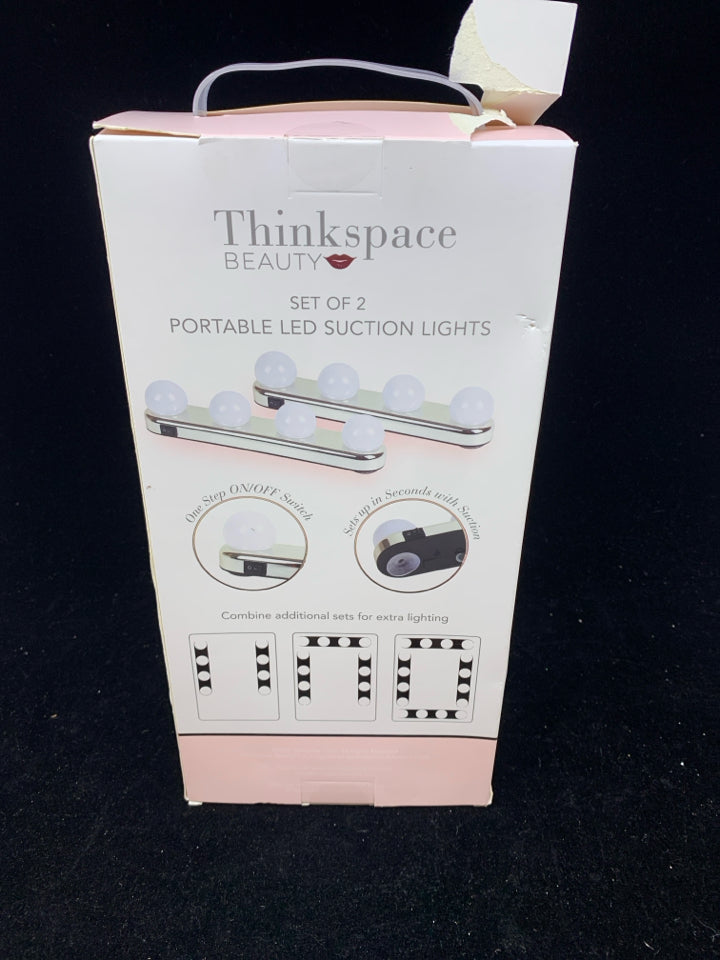 Thinkspace
BEAUTY
SET OF 2
PORTABLE LED SUCTION LIGHTS
One Step ON/OFF Switch
Sets up in Seconds with Suction
Combine additional sets for extra lighting